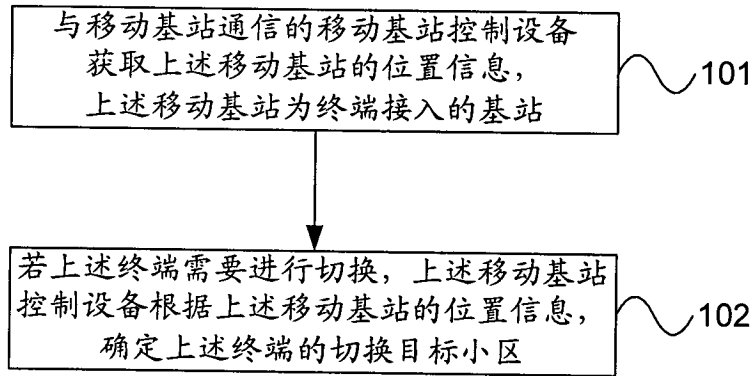 与移动基站通信的移动基站控制设备
获取上述移动基站的位置信息，
上述移动基站为终端接入的基站
101
若上述终端需要进行切换，上述移动基站
控制设备根据上述移动基站的位置信息，
确定上述终端的切换目标小区
102